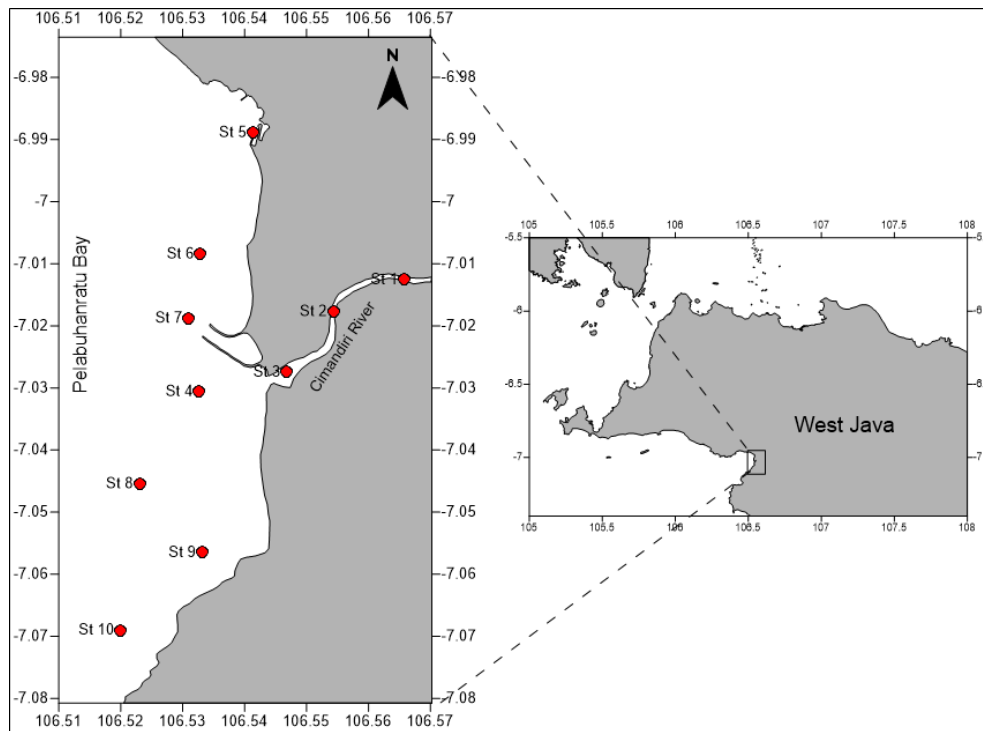 106.51 106.52 106.53 106.54 106.55 106.56 106.57
N
-6.98 -6.98
-6.99 -6.99
-7 -7
-7.01 -7.01
-7.02 -7.02
-7.03 -7.03
-7.04 -7.04
-7.05 -7.05
-7.06 -7.06
-7.07 -7.07
-7.08 -7.08
106.51 106.52 106.53 106.54 106.55 106.56 106.57
Pelabuhanratu Bay
Cimandiri River
St 5
St 6
St 1
St 2
St 7
St 3
St 4
St 8
St 9
St 10
105 105.5 106 106.5 107 107.5 108
-5.5 -5
-6 -6
-6.5 -6
-7 -7
West Java
105 105.5 106 106.5 107 107.5 108